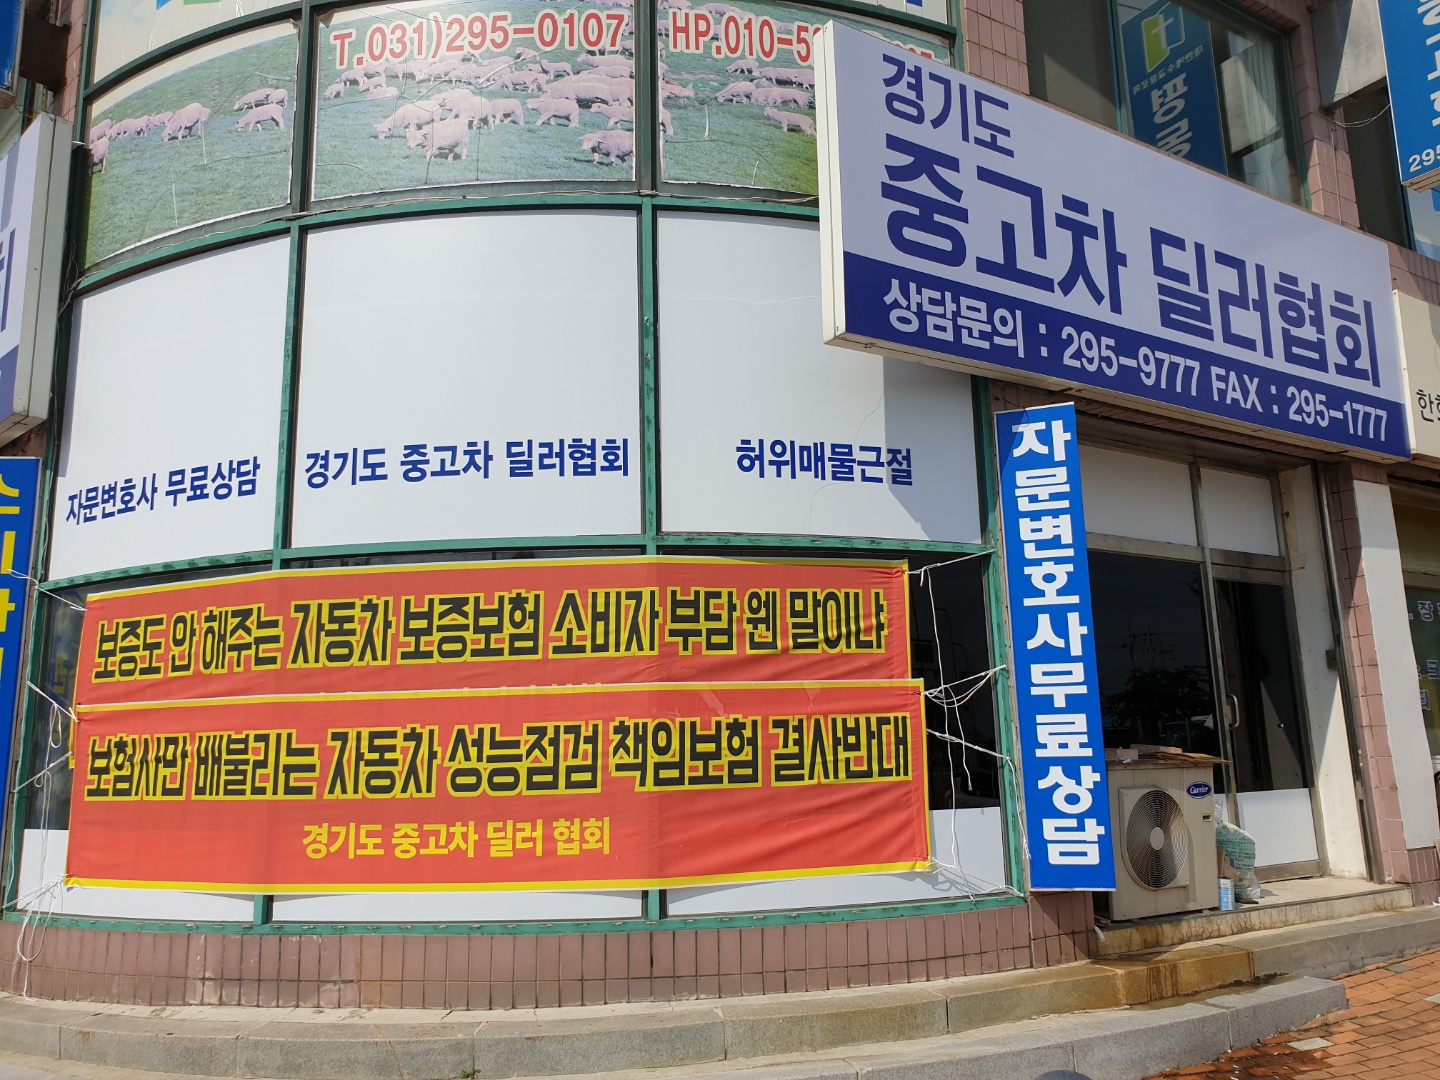 T.031)295-0107
HP.010-5
경기도
중고차 딜러협회
상담문의 : 295-9777 FAX : 295-1777
자문변호사 무료상담
경기도 중고차 딜러협회
허위매물근절
보증도 안 해주는 자동차 보증보험 소비자 부담 웬 말이냐
보험사만 배불리는 자동차 성능점검 책임보험 결사반대
경기도 중고차 딜러 협회
자문변호사무료상담
Carrier
295